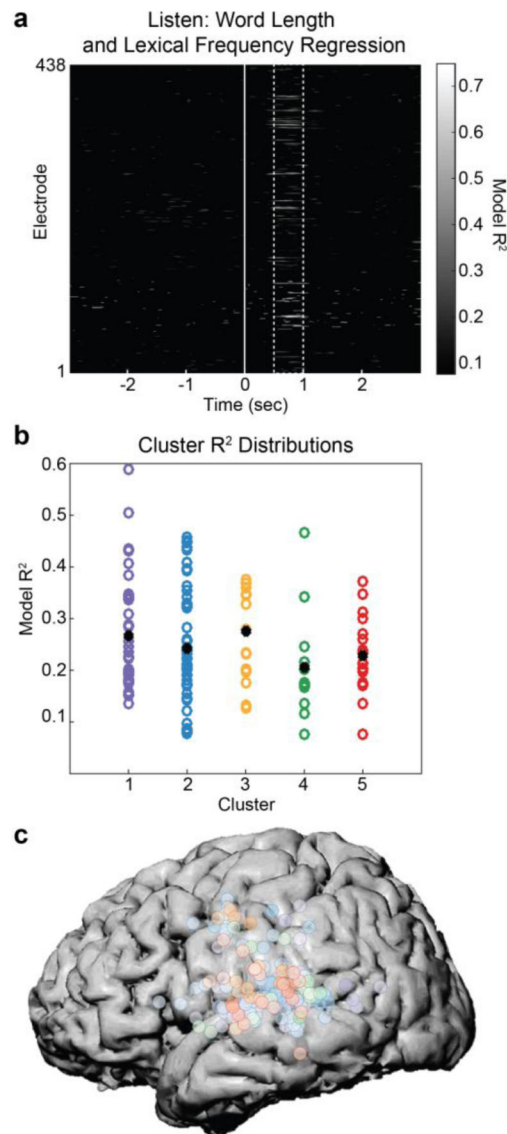 a
Listen: Word Length
and Lexical Frequency Regression
438
Electrode
1
-2 -1 0 1 2
Time (sec)
0.7
0.6
0.5
0.4
0.3
0.2
0.1
Model R²
b
Cluster R² Distributions
0.6
0.5
0.4
0.3
0.2
0.1
Model R²
1 2 3 4 5
Cluster
c